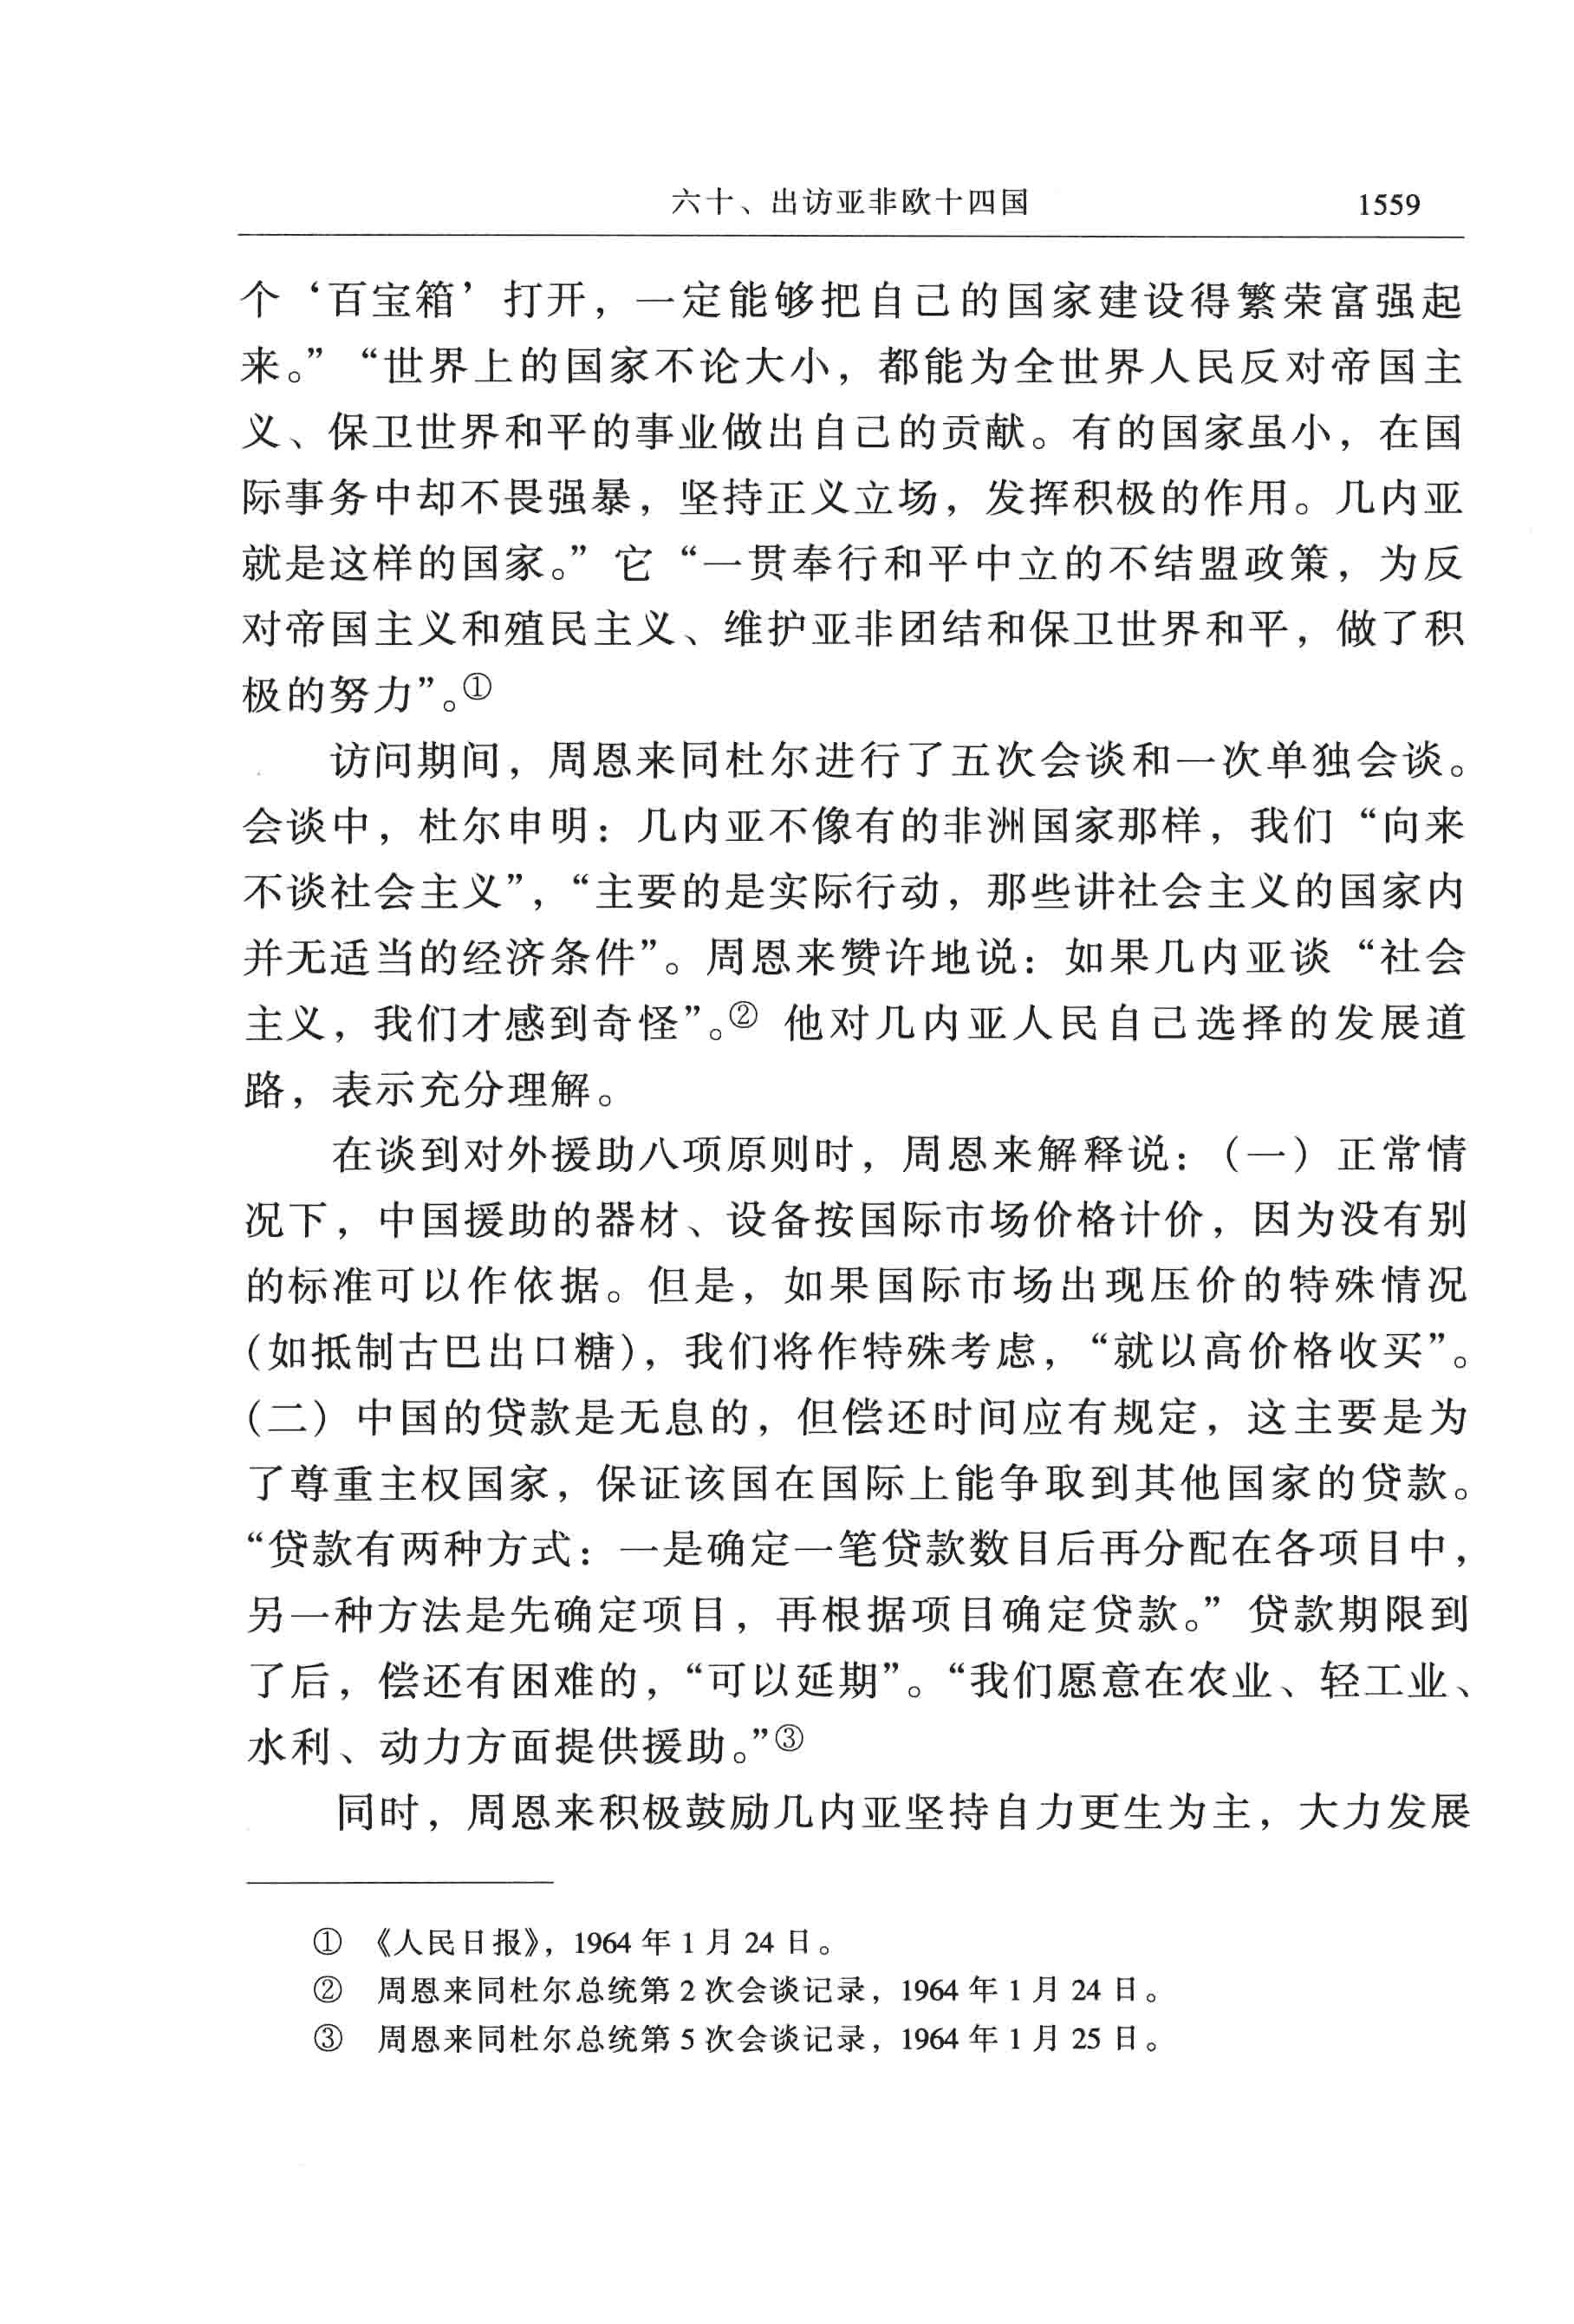 六十、出访亚非欧十四国 1559
个‘百宝箱’打开，一定能够把自己的国家建设得繁荣富强起
来。”“世界上的国家不论大小，都能为全世界人民反对帝国主
义、保卫世界和平的事业做出自己的贡献。有的国家虽小，在国
际事务中却不畏强暴，坚持正义立场，发挥积极的作用。几内亚
就是这样的国家。”它“一贯奉行和平中立的不结盟政策，为反
对帝国主义和殖民主义、维护亚非团结和保卫世界和平，做了积
极的努力”。①
访问期间，周恩来同杜尔进行了五次会谈和一次单独会谈。
会谈中，杜尔申明：几内亚不像有的非洲国家那样，我们“向来
不谈社会主义”，“主要的是实际行动，那些讲社会主义的国家内
并无适当的经济条件”。周恩来赞许地说：如果几内亚谈“社会
主义，我们才感到奇怪”。② 他对几内亚人民自己选择的发展道
路，表示充分理解。
在谈到对外援助八项原则时，周恩来解释说：（一）正常情
况下，中国援助的器材、设备按国际市场价格计价，因为没有别
的标准可以作依据。但是，如果国际市场出现压价的特殊情况
(如抵制古巴出口糖)，我们将作特殊考虑，“就以高价格收买”。
(二）中国的贷款是无息的，但偿还时间应有规定，这主要是为
了尊重主权国家，保证该国在国际上能争取到其他国家的贷款。
“贷款有两种方式：一是确定一笔贷款数目后再分配在各项目中，
另一种方法是先确定项目，再根据项目确定贷款。”贷款期限到
了后，偿还有困难的，“可以延期”。“我们愿意在农业、轻工业、
水利、动力方面提供援助。”③
同时，周恩来积极鼓励几内亚坚持自力更生为主，大力发展
① 《人民日报》，1964 年 1 月 24 日。
② 周恩来同杜尔总统第 2 次会谈记录，1964 年 1 月 24 日。
③ 周恩来同杜尔总统第 5 次会谈记录，1964 年 1 月 25 日。